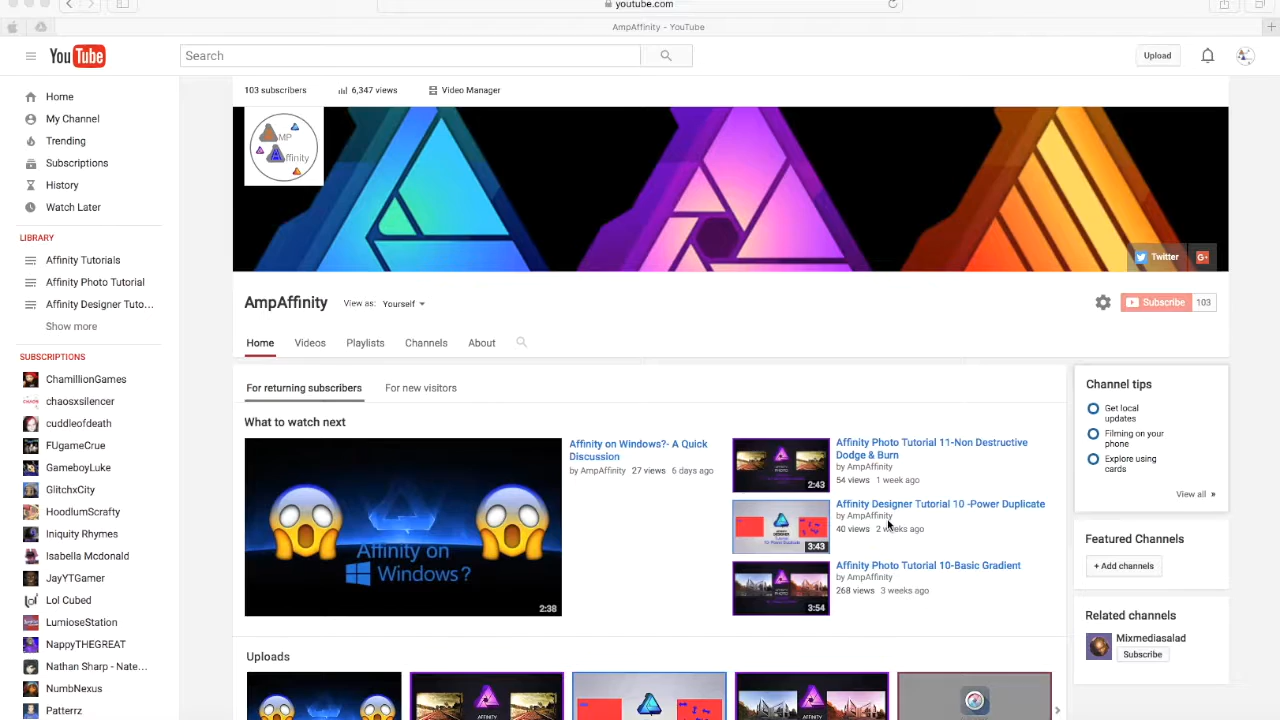 youtube.com
AmpAffinity - YouTube
YouTube
Search
Upload
Home
My Channel
Trending
Subscriptions
History
Watch Later
LIBRARY
Affinity Tutorials
Affinity Photo Tutorial
Affinity Designer Tuto...
Show more
SUBSCRIPTIONS
ChamillionGames
chaosxsilencer
cuddleofdeath
FUgameCrue
GameboyLuke
GlitchxCity
HoodlumScrafty
Iniquity Rhymes
Isabella Mcdonald
JayYTGamer
Lol Cubed
LumioseStation
NappyTHEGREAT
Nathan Sharp - Nate...
NumbNexus
Patterrz
103 subscribers
6,347 views
Video Manager
MP
ffinity
Twitter
G+
AmpAffinity
View as: Yourself
Subscribe 103
Home
Videos
Playlists
Channels
About
For returning subscribers
For new visitors
What to watch next
Affinity on
Windows?
2:38
Affinity on Windows?- A Quick
Discussion
by AmpAffinity 27 views 6 days ago
2:43
Affinity Photo Tutorial 11-Non Destructive
Dodge & Burn
by AmpAffinity
54 views 1 week ago
3:43
Affinity Designer Tutorial 10 -Power Duplicate
by AmpAffinity
40 views 2 weeks ago
3:54
Affinity Photo Tutorial 10-Basic Gradient
by AmpAffinity
268 views 3 weeks ago
Uploads
Channel tips
Get local
updates
Filming on your
phone
Explore using
cards
View all »
Featured Channels
+ Add channels
Related channels
Mixmediasalad
Subscribe